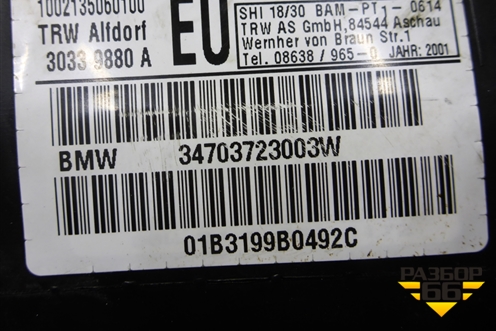 1002135060100
TRW Alfdorf
3033 9880 A
EU
SHI 18/30 BAM-PT1-0614
TRW AS GmbH, 84544 Aschau
Wernher von Braun Str.1
Tel. 08638 / 965-0 JAHR: 2001
BMW 34703723003W
01B3199B0492C
РАЗБОР
66